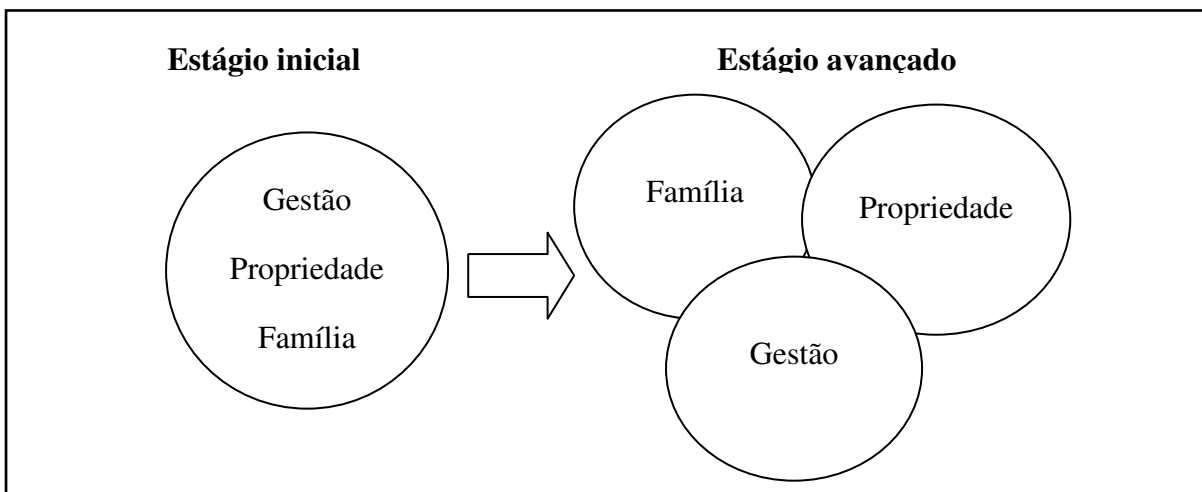 Estágio inicial
Estágio avançado
Gestão
Propriedade
Família
Família
Propriedade
Gestão